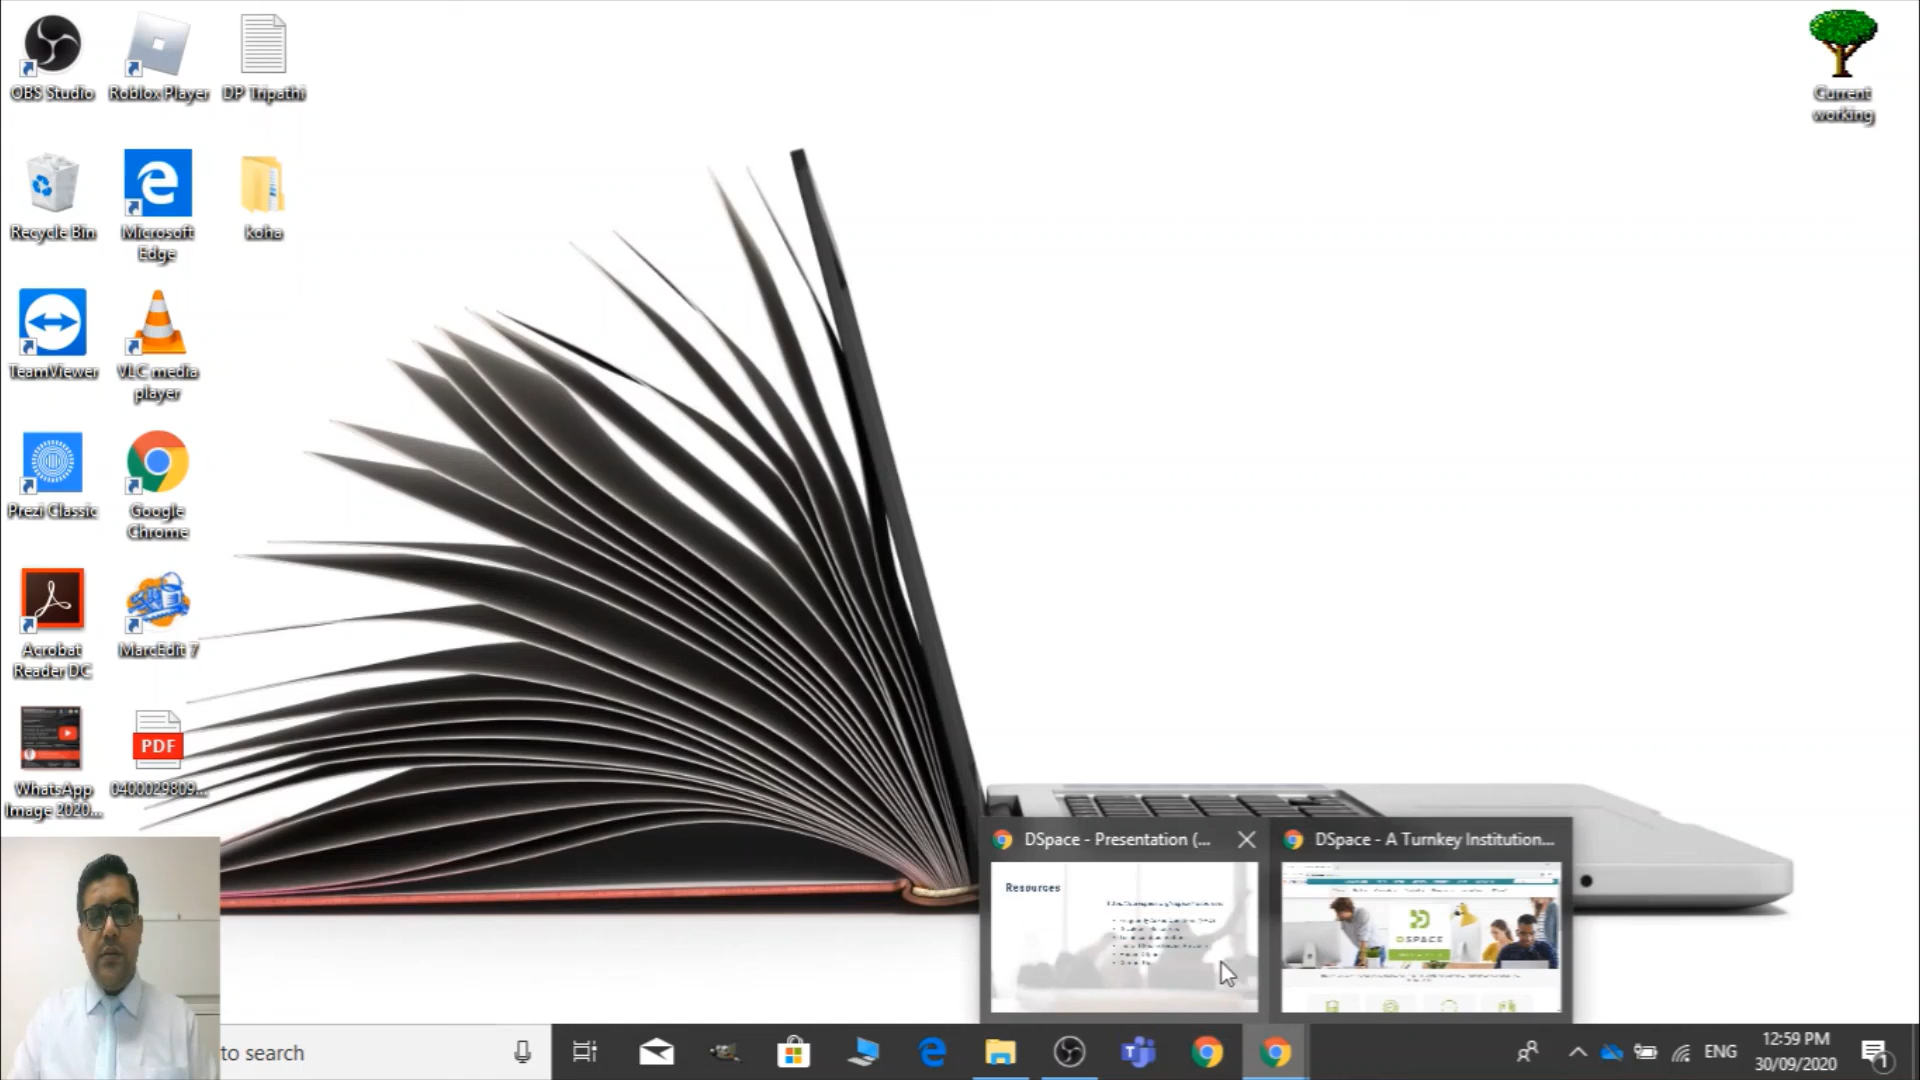 OBS Studio
Roblox Player
DP Tripathi
Current
working
Recycle Bin
Microsoft
Edge
koha
TeamViewer
VLC media
player
Prezi Classic
Google
Chrome
Acrobat
Reader DC
MarcEdit 7
PDF
WhatsApp
Image 2020...
0400029809...
DSpace - Presentation (...
DSpace - A Turnkey Institution...
Resources
DSPACE
to search
ENG
12:59 PM
30/09/2020
1